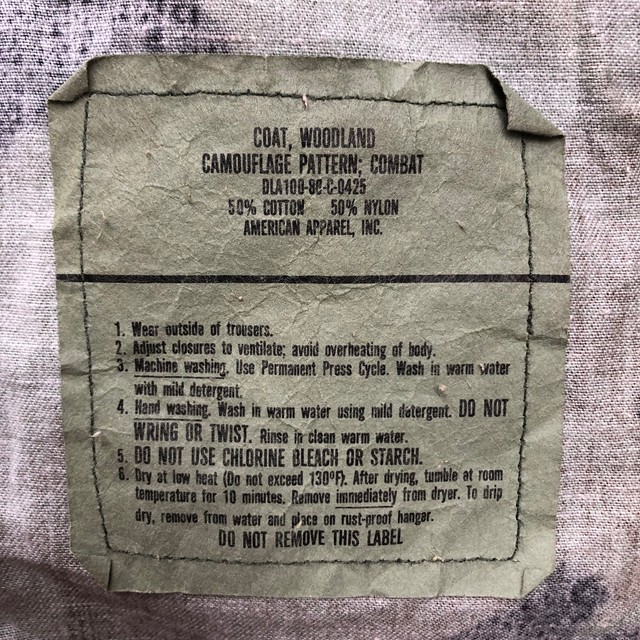 COAT, WOODLAND
CAMOUFLAGE PATTERN; COMBAT
DLA100-86-C-0425
50% COTTON 50% NYLON
AMERICAN APPAREL, INC.
1. Wear outside of trousers.
2. Adjust closures to ventilate; avoid overheating of body.
3. Machine washing. Use Permanent Press Cycle. Wash in warm water
with mild detergent.
4. Hand washing. Wash in warm water using mild detergent. DO NOT
WRING OR TWIST. Rinse in clean warm water.
5. DO NOT USE CHLORINE BLEACH OR STARCH.
6. Dry at low heat (Do not exceed 130°F). After drying, tumble at room
temperature for 10 minutes. Remove immediately from dryer. To drip
dry, remove from water and place on rust-proof hanger.
DO NOT REMOVE THIS LABEL